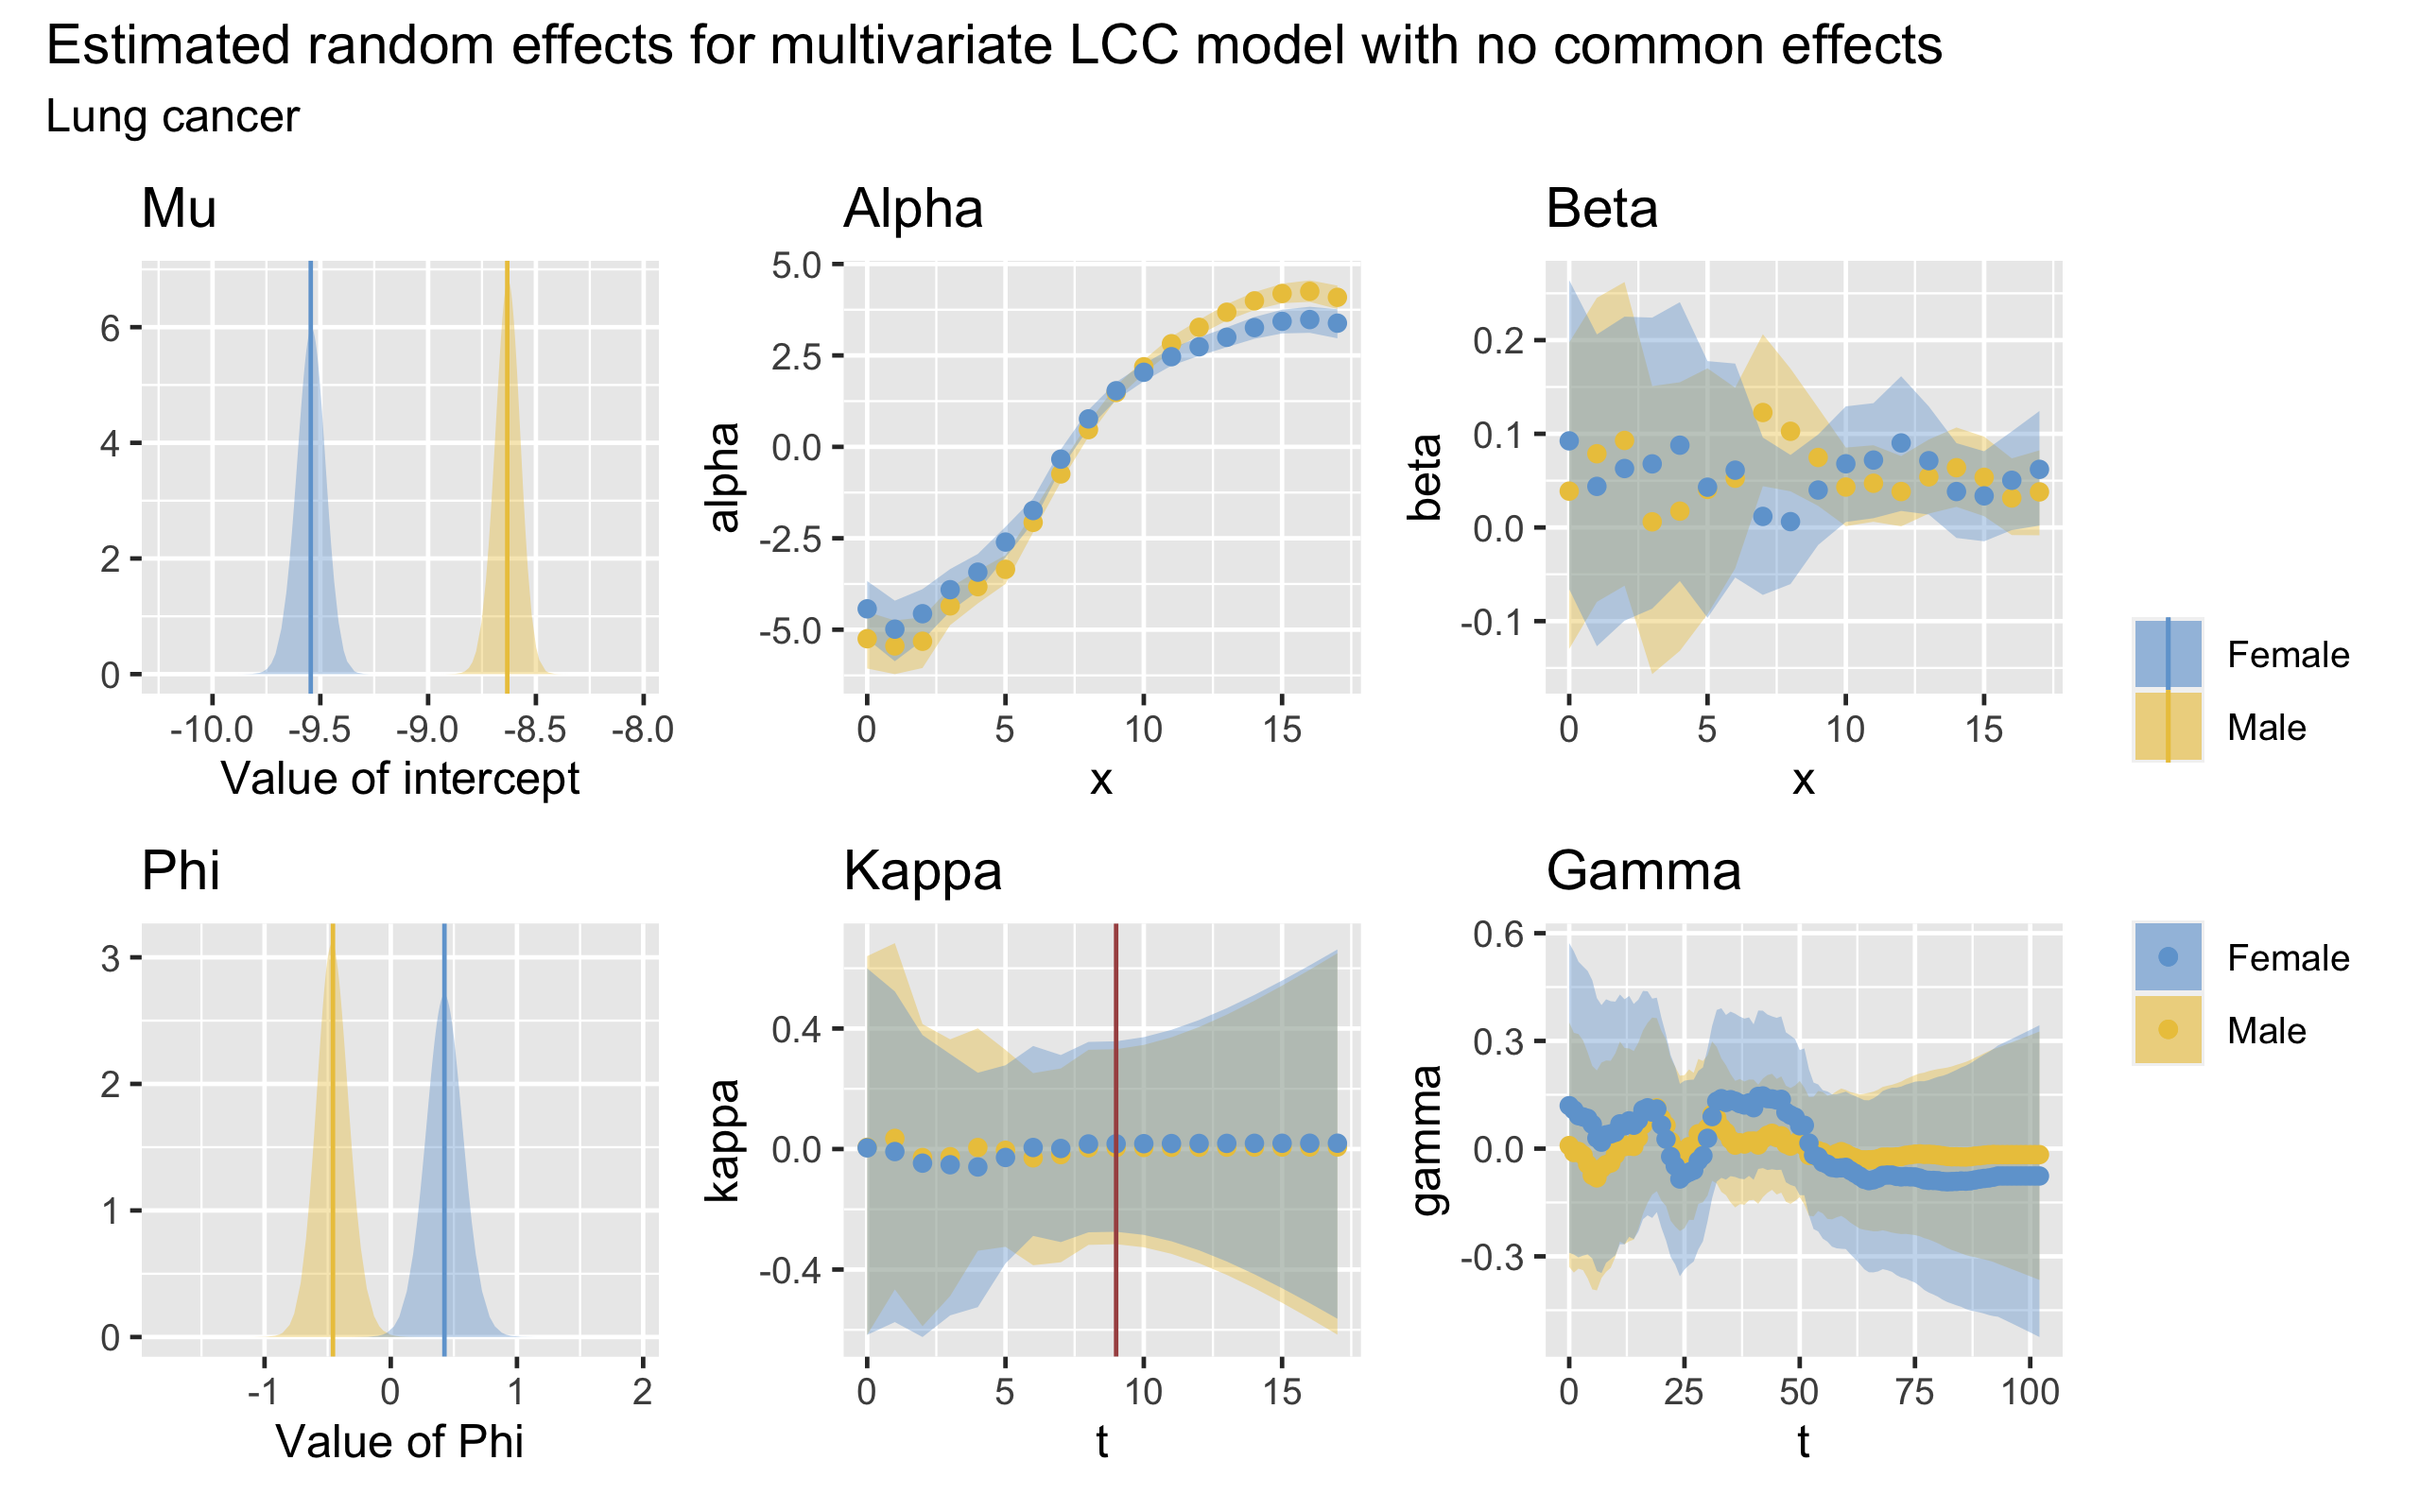 Estimated random effects for multivariate LCC model with no common effects
Lung cancer
Mu
6
4
2
0
-10.0 -9.5 -9.0 -8.5 -8.0
Value of intercept
Alpha
alpha
5.0
2.5
0.0
-2.5
-5.0
0 5 10 15
x
Beta
beta
0.2
0.1
0.0
-0.1
0 5 10 15
x
Female
Male
Phi
3
2
1
0
-1 0 1 2
Value of Phi
Kappa
kappa
0.4
0.0
-0.4
0 5 10 15
t
Gamma
gamma
0.6
0.3
0.0
-0.3
0 25 50 75 100
t
Female
Male